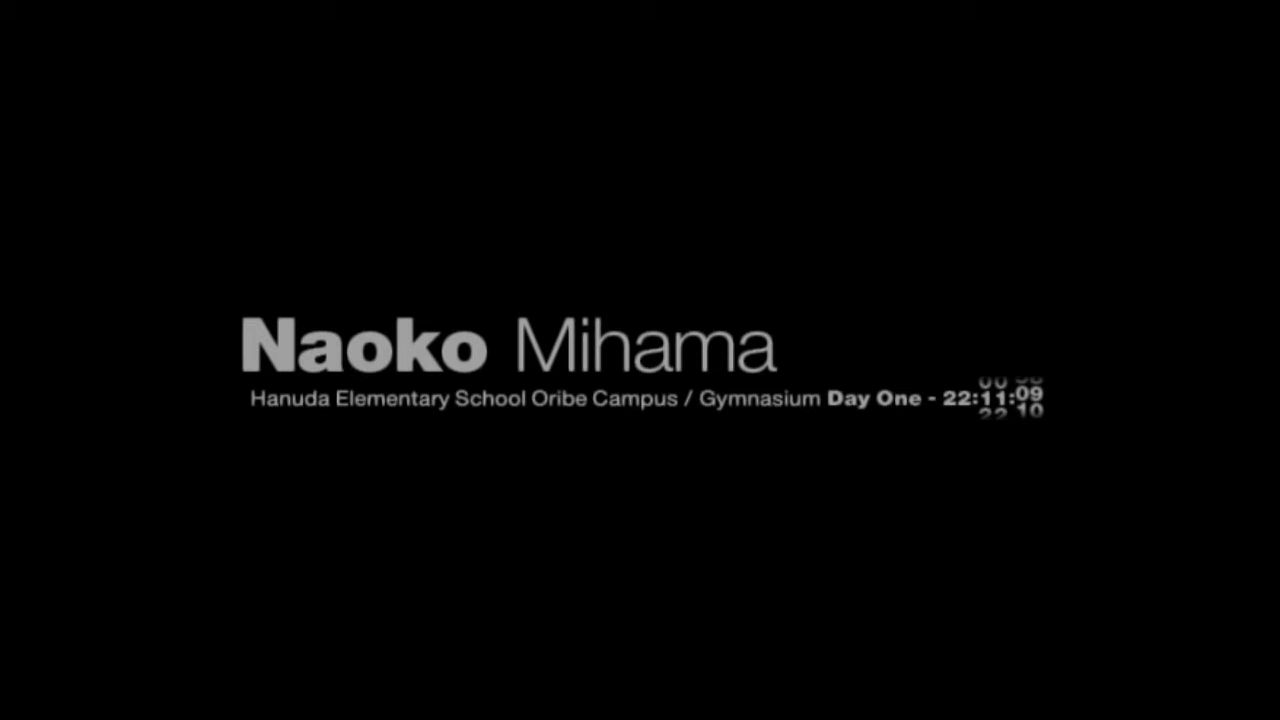 Naoko Mihama
Hanuda Elementary School Oribe Campus / Gymnasium Day One - 22:11:09